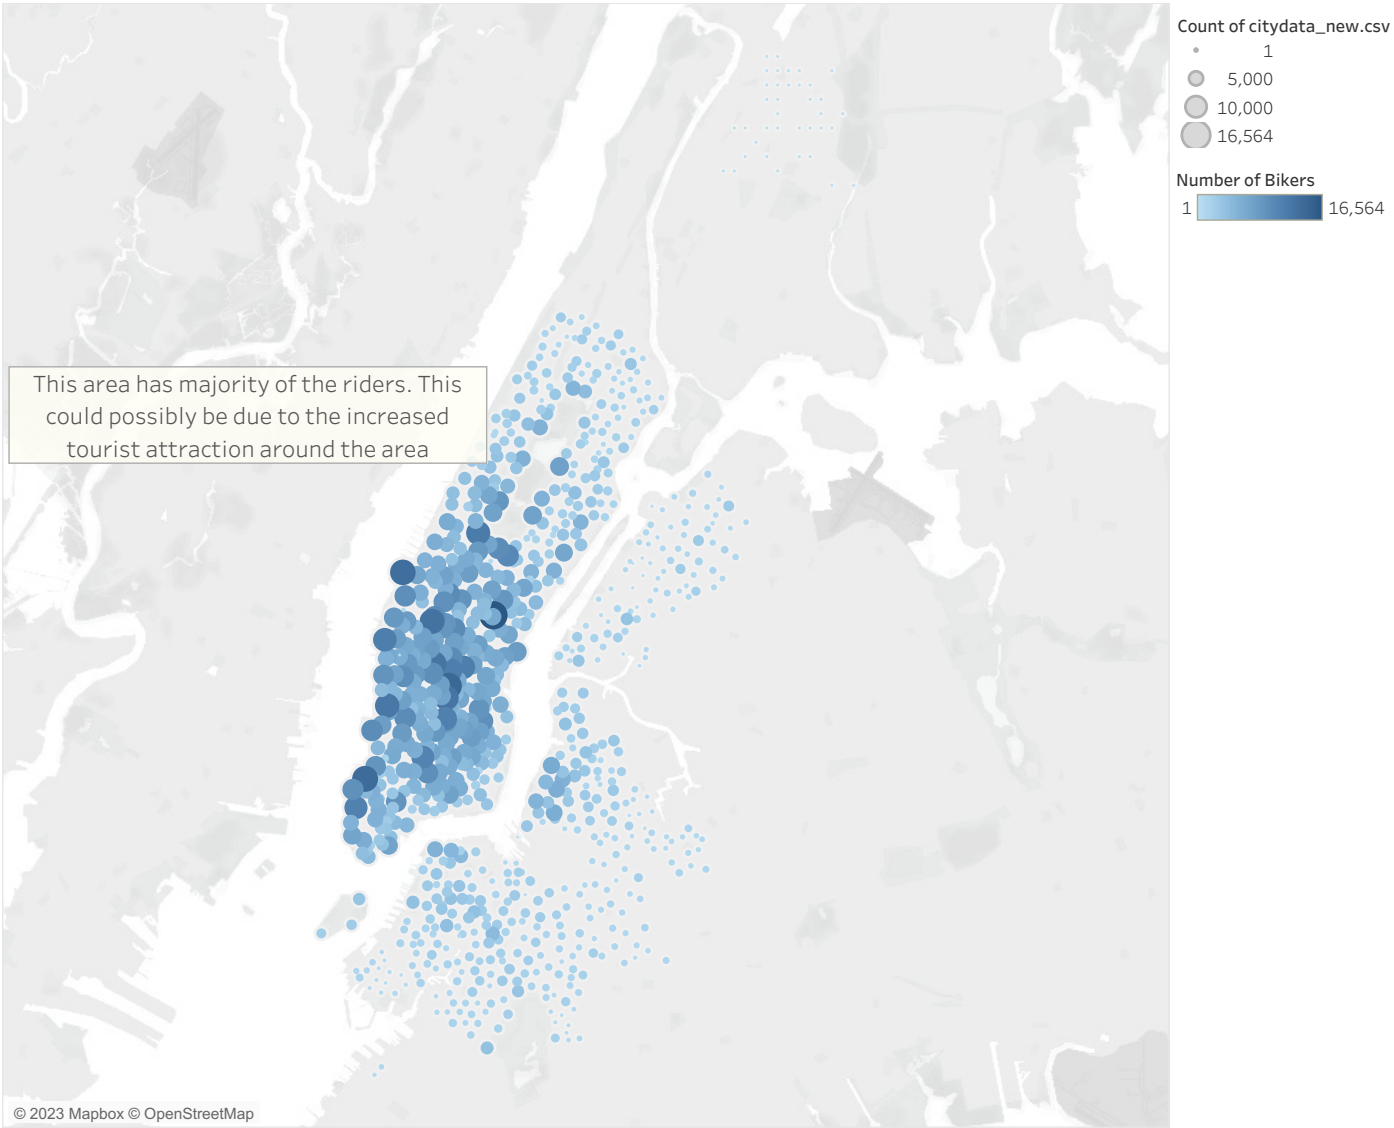 Count of citydata_new.csv
1
5,000
10,000
16,564
Number of Bikers
1 16,564
This area has majority of the riders. This
could possibly be due to the increased
tourist attraction around the area
© 2023 Mapbox © OpenStreetMap